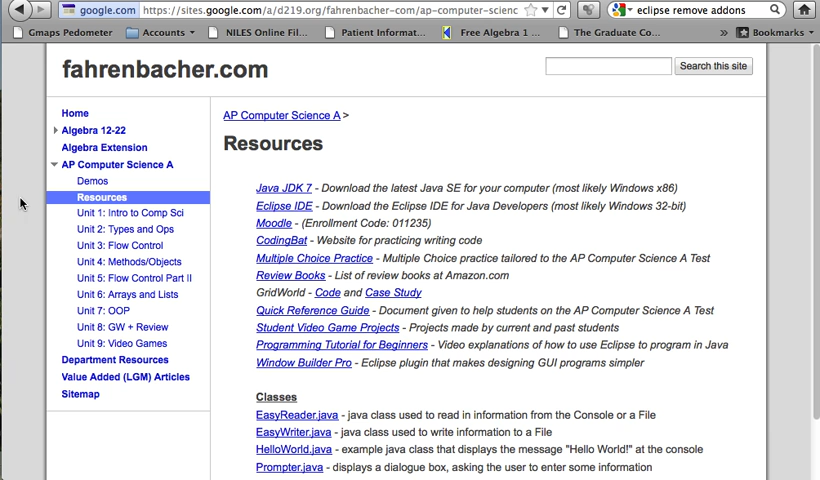 google.com
https://sites.google.com/a/d219.org/fahrenbacher-com/ap-computer-scienc
eclipse remove addons
Gmaps Pedometer
Accounts
NILES Online Fil...
Patient Informat...
Free Algebra 1 ...
The Graduate Co...
»
Bookmarks
fahrenbacher.com
Search this site
Home
Algebra 12-22
Algebra Extension
AP Computer Science A
Demos
Resources
Unit 1: Intro to Comp Sci
Unit 2: Types and Ops
Unit 3: Flow Control
Unit 4: Methods/Objects
Unit 5: Flow Control Part II
Unit 6: Arrays and Lists
Unit 7: OOP
Unit 8: GW + Review
Unit 9: Video Games
Department Resources
Value Added (LGM) Articles
Sitemap
AP Computer Science A >
Resources
Java JDK 7 - Download the latest Java SE for your computer (most likely Windows x86)
Eclipse IDE - Download the Eclipse IDE for Java Developers (most likely Windows 32-bit)
Moodle - (Enrollment Code: 011235)
CodingBat - Website for practicing writing code
Multiple Choice Practice - Multiple Choice practice tailored to the AP Computer Science A Test
Review Books - List of review books at Amazon.com
GridWorld - Code and Case Study
Quick Reference Guide - Document given to help students on the AP Computer Science A Test
Student Video Game Projects - Projects made by current and past students
Programming Tutorial for Beginners - Video explanations of how to use Eclipse to program in Java
Window Builder Pro - Eclipse plugin that makes designing GUI programs simpler
Classes
EasyReader.java - java class used to read in information from the Console or a File
EasyWriter.java - java class used to write information to a File
HelloWorld.java - example java class that displays the message "Hello World!" at the console
Prompter.java - displays a dialogue box, asking the user to enter some information